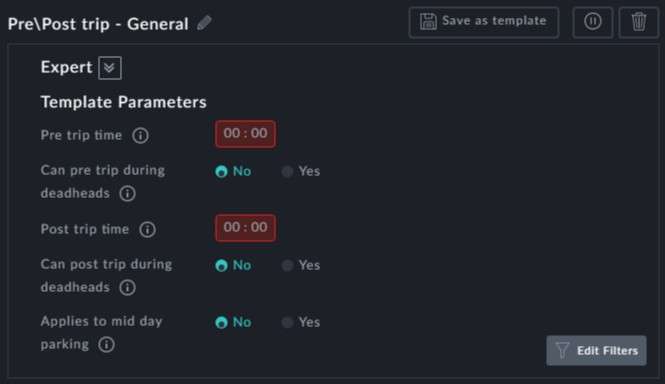 Pre\Post trip - General
Save as template
Expert
Template Parameters
Pre trip time
00 : 00
Can pre trip during
deadheads
No
Yes
Post trip time
00 : 00
Can post trip during
deadheads
No
Yes
Applies to mid day
parking
No
Yes
Edit Filters